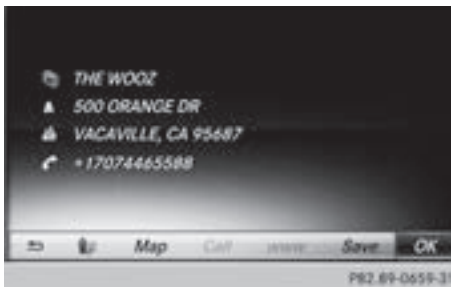 THE WOOZ
500 ORANGE DR
VACAVILLE, CA 95687
+17074465588
Map Call www Save OK
P82.89-0659-31